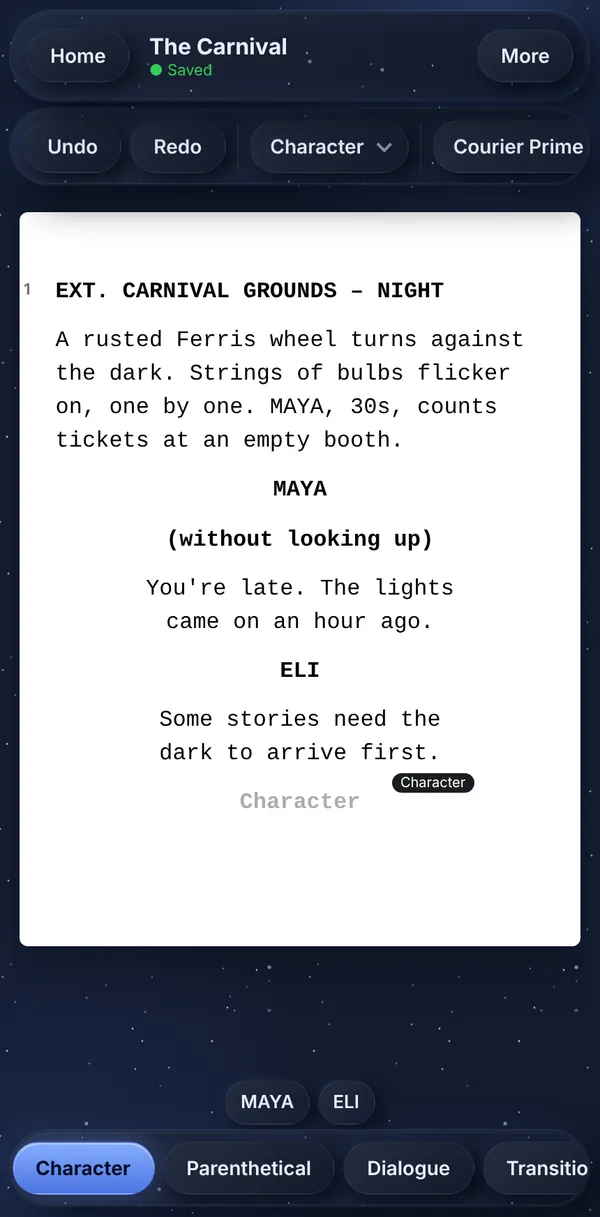 Home
The Carnival
Saved
More
Undo
Redo
Character
Courier Prime
1
EXT. CARNIVAL GROUNDS – NIGHT
A rusted Ferris wheel turns against
the dark. Strings of bulbs flicker
on, one by one. MAYA, 30s, counts
tickets at an empty booth.
MAYA
(without looking up)
You're late. The lights
came on an hour ago.
ELI
Some stories need the
dark to arrive first.
Character
Character
MAYA
ELI
Character
Parenthetical
Dialogue
Transitio